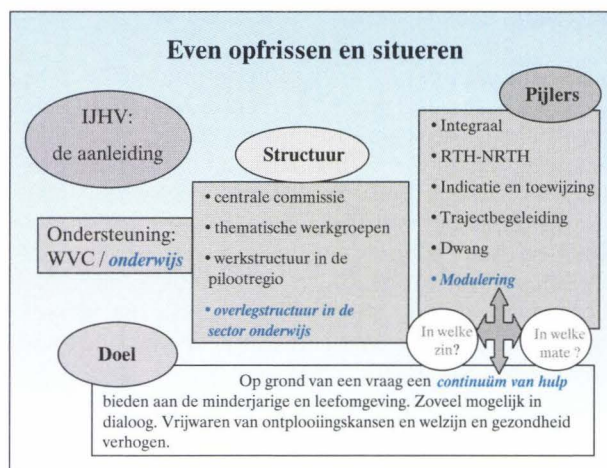 Even opfrissen en situeren
IJHV:
de aanleiding
Structuur
• centrale commissie
• thematische werkgroepen
• werkstructuur in de
pilootregio
• overlegstructuur in de
sector onderwijs
Ondersteuning:
WVC / onderwijs
Pijlers
• Integraal
• RTH-NRTH
• Indicatie en toewijzing
• Trajectbegeleiding
• Dwang
• Modulering
In welke
zin?
In welke
mate ?
Doel
Op grond van een vraag een continuüm van hulp
bieden aan de minderjarige en leefomgeving. Zoveel mogelijk in
dialoog. Vrijwaren van ontplooiingskansen en welzijn en gezondheid
verhogen.